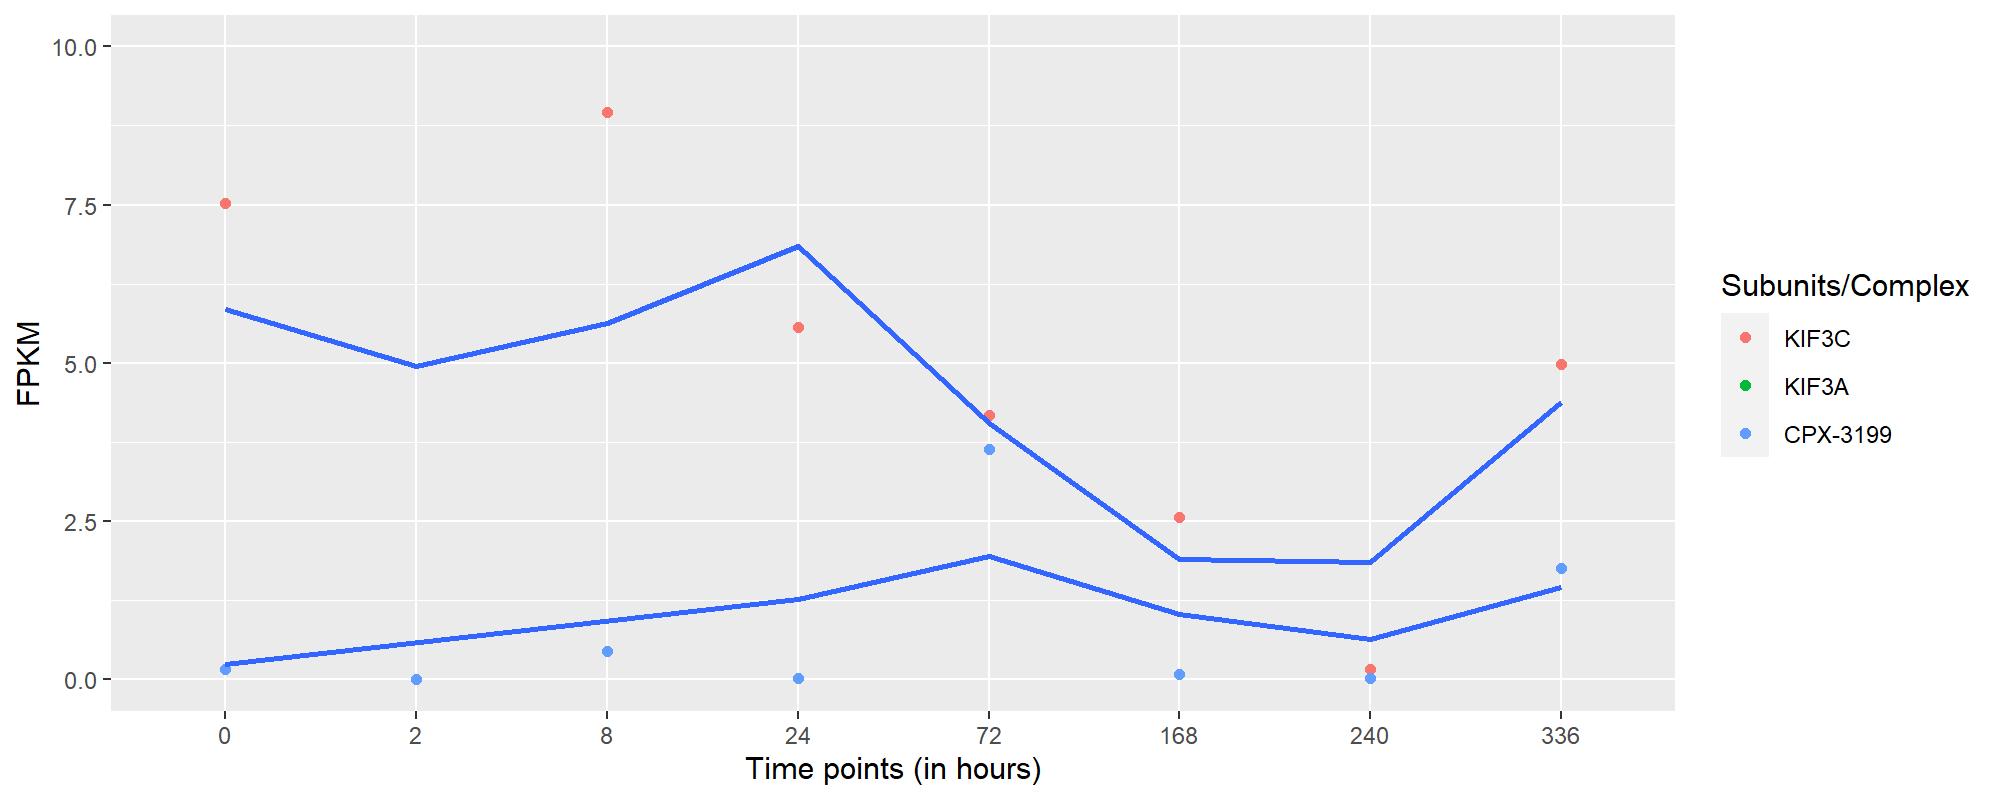 10.0
7.5
5.0
2.5
0.0
FPKM
0 2 8 24 72 168 240 336
Time points (in hours)
Subunits/Complex
KIF3C
KIF3A
CPX-3199